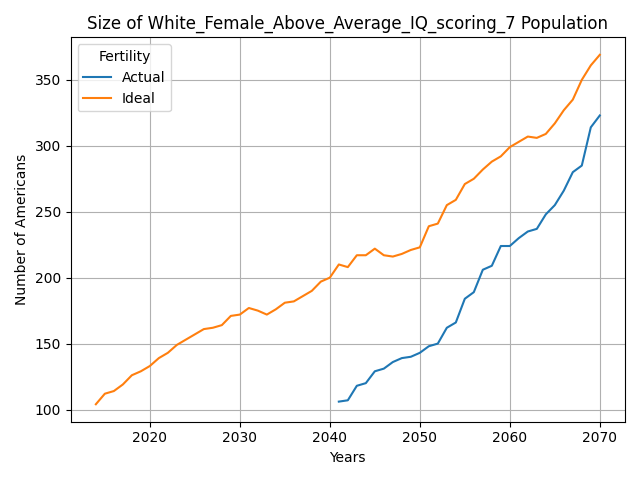 Size of White_Female_Above_Average_IQ_scoring_7 Population
Fertility
Actual
Ideal
350
300
250
200
150
100
Number of Americans
2020 2030 2040 2050 2060 2070
Years